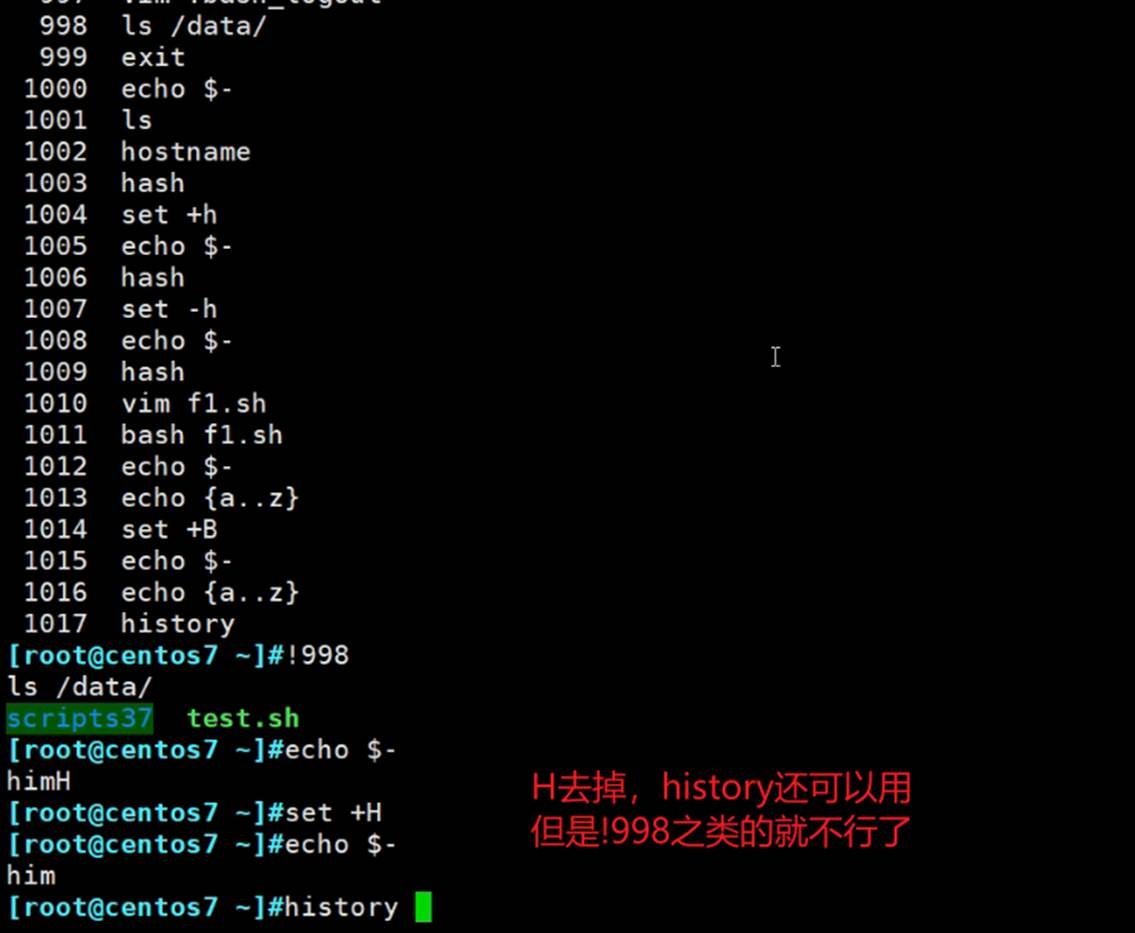 998 ls /data/
999 exit
1000 echo $-
1001 ls
1002 hostname
1003 hash
1004 set +h
1005 echo $-
1006 hash
1007 set -h
1008 echo $-
1009 hash
1010 vim f1.sh
1011 bash f1.sh
1012 echo $-
1013 echo {a..z}
1014 set +B
1015 echo $-
1016 echo {a..z}
1017 history
[root@centos7 ~]#!998
ls /data/
scripts37 test.sh
[root@centos7 ~]#echo $-
himH
[root@centos7 ~]#set +H
[root@centos7 ~]#echo $-
him
[root@centos7 ~]#history
H去掉，history还可以用
但是!998之类的就不行了